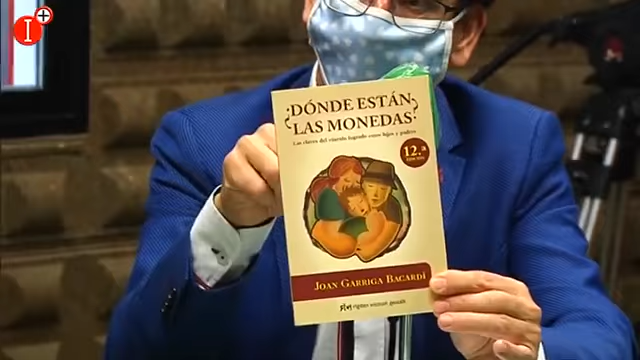 I+
¿DÓNDE ESTÁN
LAS MONEDAS?
Las claves del vínculo logrado entre hijos y padres
12.ª
EDICIÓN
JOAN GARRIGA BACARDÍ
rigden institut gestalt